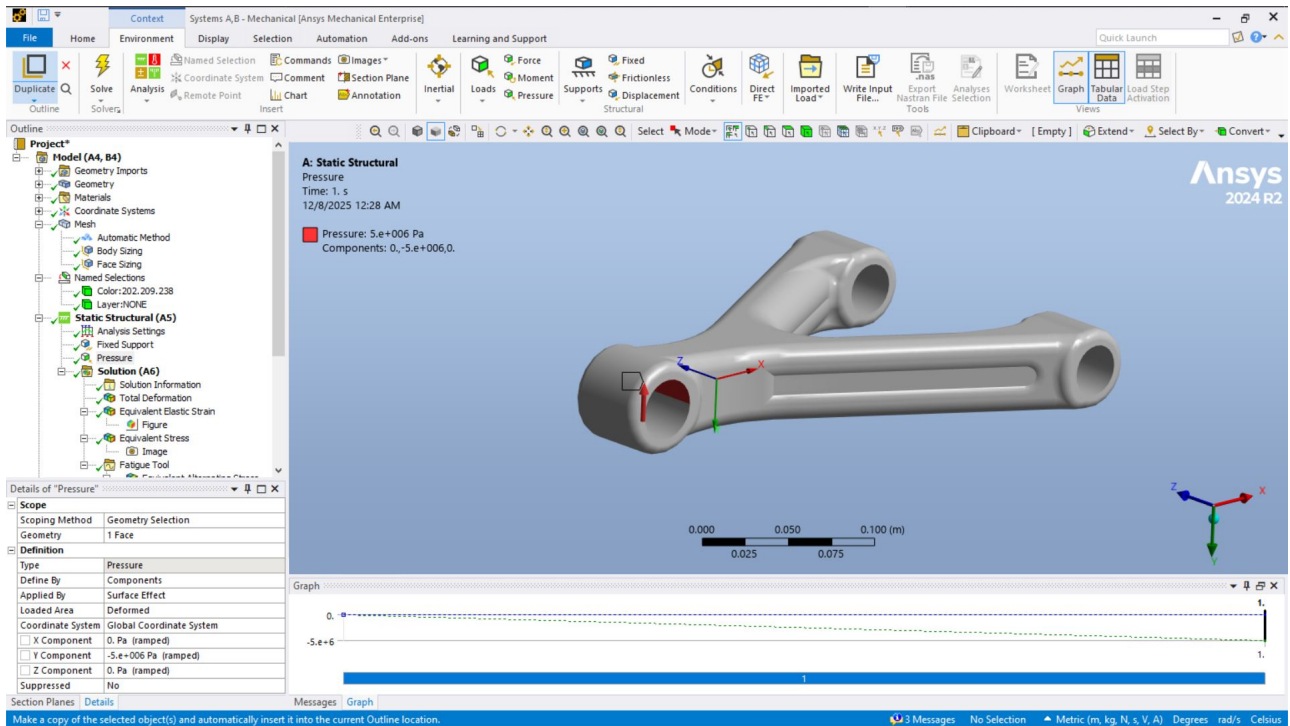 Context
Systems A,B - Mechanical [Ansys Mechanical Enterprise]
File Home Environment Display Selection Automation Add-ons Learning and Support
Quick Launch
Duplicate
Outline
Solve
Solvers
Analysis
Named Selection
Coordinate System
Remote Point
Commands
Comment
Chart
Images
Section Plane
Annotation
Insert
Inertial
Loads
Force
Moment
Pressure
Supports
Fixed
Frictionless
Displacement
Structural
Conditions
Direct FE
Imported Load
Write Input File...
.nas
Export Nastran File
Analyses Selection
Tools
Worksheet
Graph
Tabular Data
Load Step Activation
Views
Outline
Select Mode Clipboard [ Empty ] Extend Select By Convert
Project*
Model (A4, B4)
Geometry Imports
Geometry
Materials
Coordinate Systems
Mesh
Automatic Method
Body Sizing
Face Sizing
Named Selections
Color:202.209.238
Layer:NONE
Static Structural (A5)
Analysis Settings
Fixed Support
Pressure
Solution (A6)
Solution Information
Total Deformation
Equivalent Elastic Strain
Figure
Equivalent Stress
Image
Fatigue Tool
A: Static Structural
Pressure
Time: 1. s
12/8/2025 12:28 AM
Pressure: 5.e+006 Pa
Components: 0.,-5.e+006,0.
Ansys
2024 R2
Z X
Z X
Y
0.000 0.050 0.100 (m)
0.025 0.075
Details of "Pressure"
Scope
Scoping Method Geometry Selection
Geometry 1 Face
Definition
Type Pressure
Define By Components
Applied By Surface Effect
Loaded Area Deformed
Coordinate System Global Coordinate System
X Component 0. Pa (ramped)
Y Component -5.e+006 Pa (ramped)
Z Component 0. Pa (ramped)
Suppressed No
Section Planes Details
Graph
1.
0.
-5.e+6
1.
1
Messages Graph
Make a copy of the selected object(s) and automatically insert it into the current Outline location.
3 Messages No Selection Metric (m, kg, N, s, V, A) Degrees rad/s Celsius